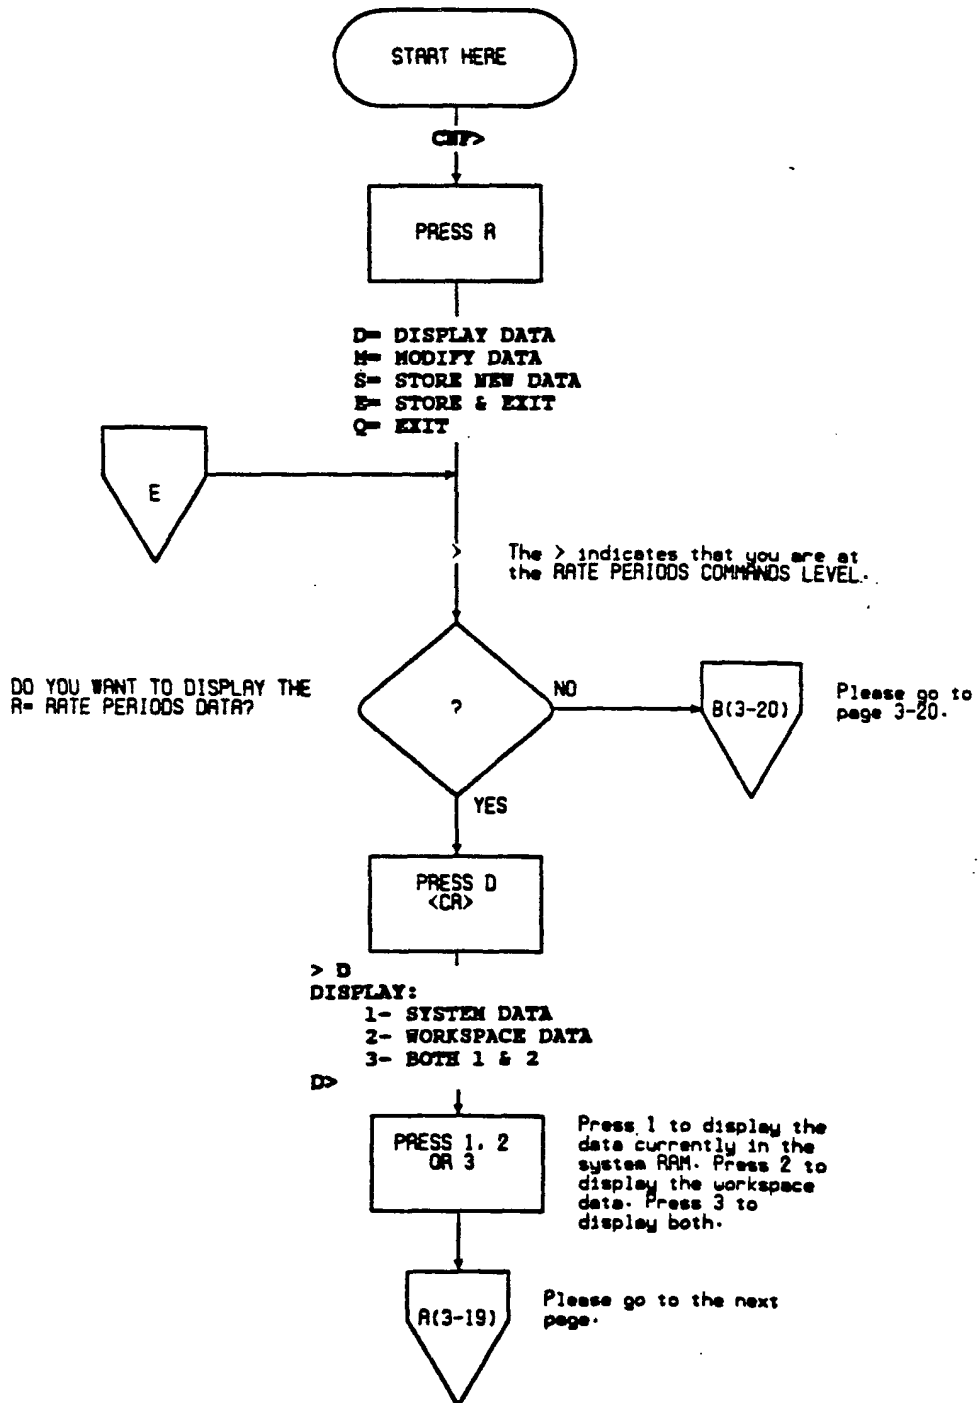 START HERE
CNF>
PRESS R
D= DISPLAY DATA
M= MODIFY DATA
S= STORE NEW DATA
E= STORE & EXIT
Q= EXIT
E
>
The > indicates that you are at
the RATE PERIODS COMMANDS LEVEL.
DO YOU WANT TO DISPLAY THE
R= RATE PERIODS DATA?
?
NO
B(3-20)
Please go to
page 3-20.
YES
PRESS D
<CR>
> D
DISPLAY:
1- SYSTEM DATA
2- WORKSPACE DATA
3- BOTH 1 & 2
D>
PRESS 1, 2
OR 3
Press 1 to display the
data currently in the
system RAM. Press 2 to
display the workspace
data. Press 3 to
display both.
A(3-19)
Please go to the next
page.